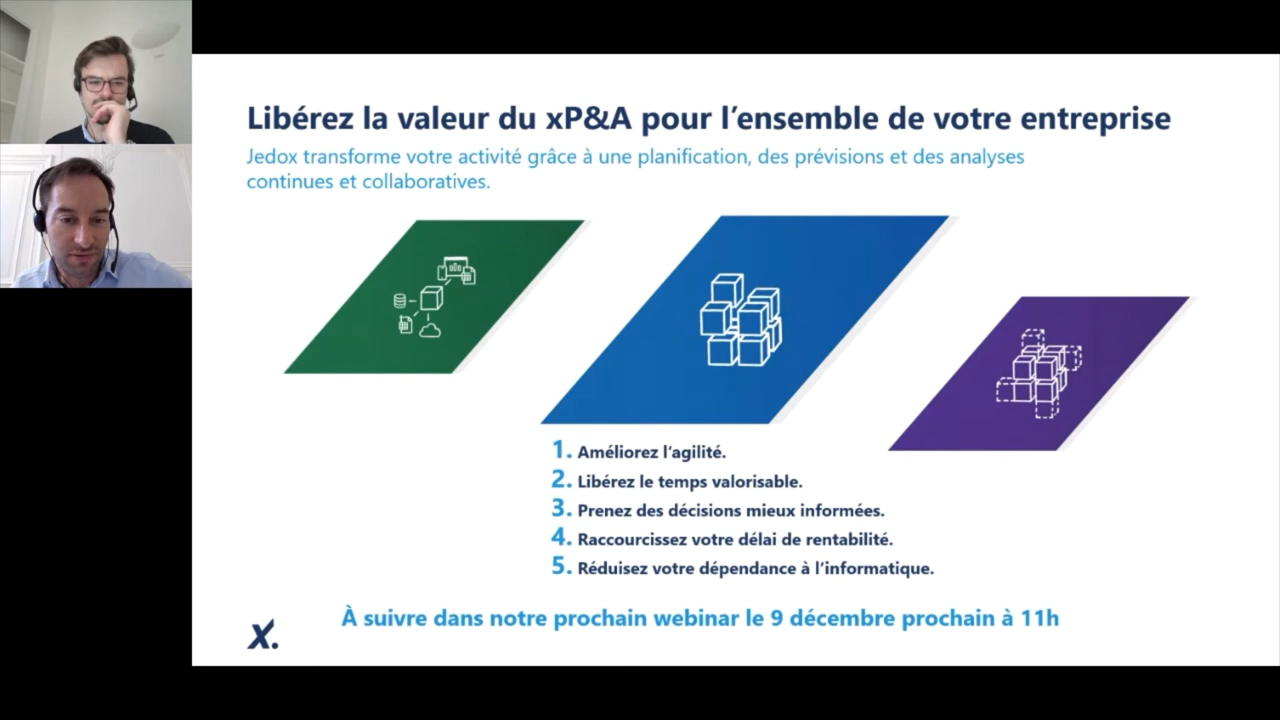 Libérez la valeur du xP&A pour l'ensemble de votre entreprise
Jedox transforme votre activité grâce à une planification, des prévisions et des analyses
continues et collaboratives.
1. Améliorez l'agilité.
2. Libérez le temps valorisable.
3. Prenez des décisions mieux informées.
4. Raccourcissez votre délai de rentabilité.
5. Réduisez votre dépendance à l'informatique.
À suivre dans notre prochain webinar le 9 décembre prochain à 11h
X.